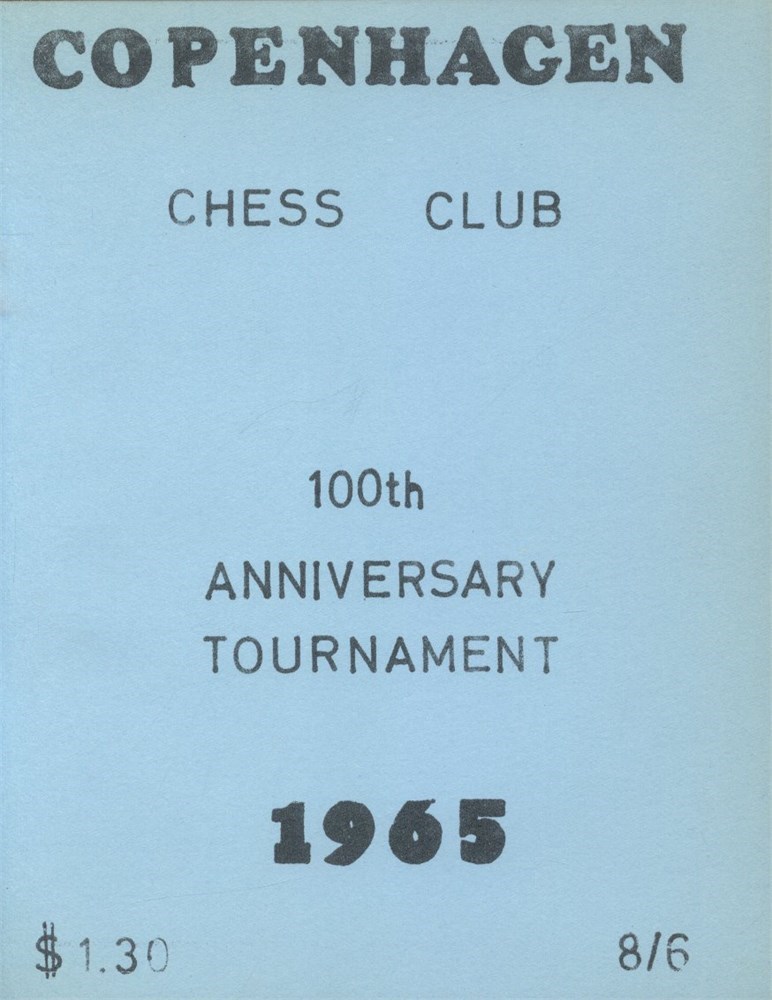 COPENHAGEN
CHESS CLUB
100th
ANNIVERSARY
TOURNAMENT
1965
$1.30 8/6